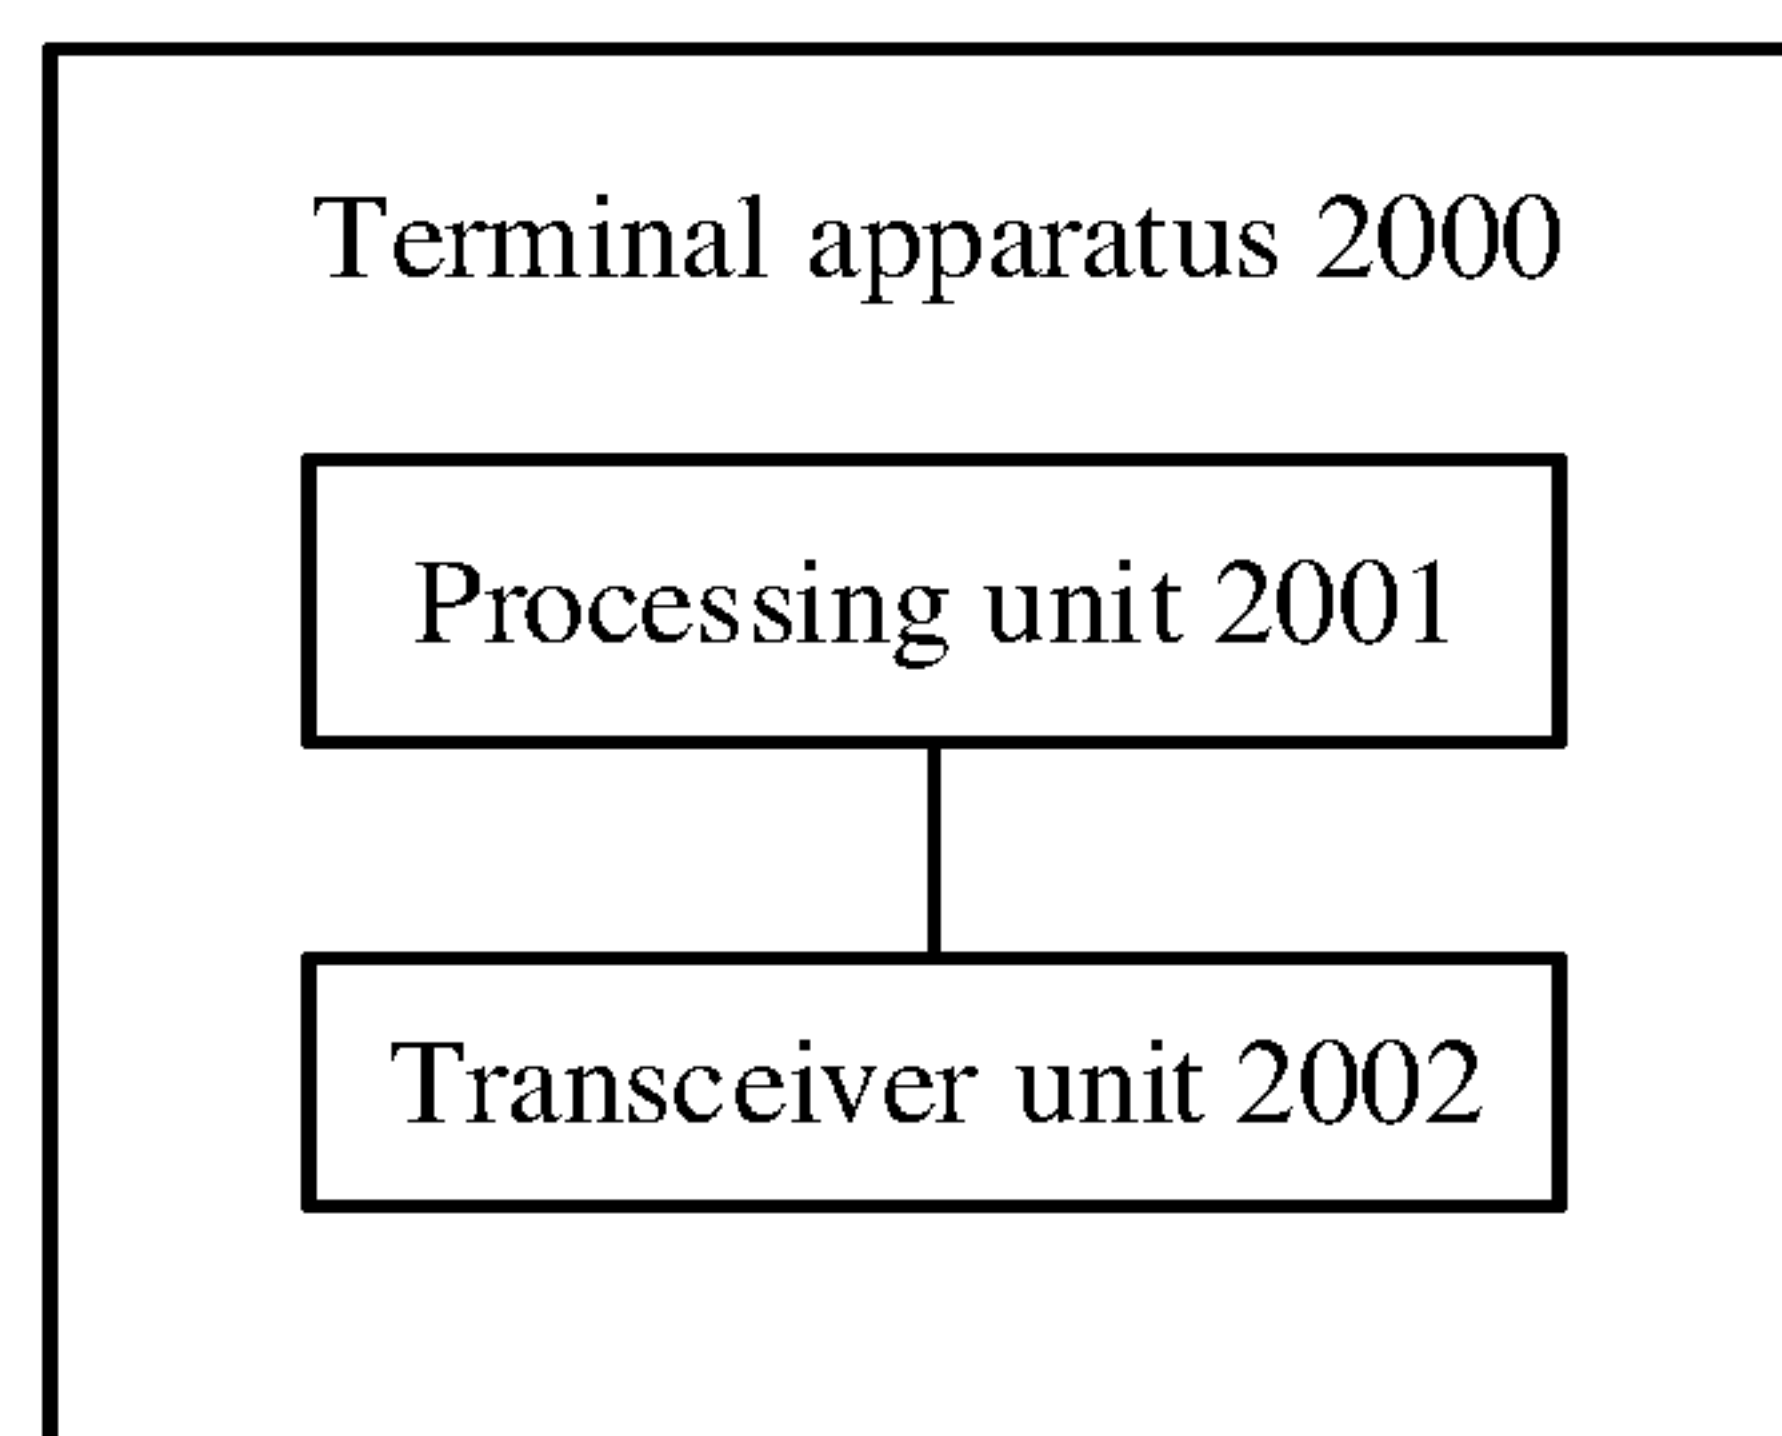 Terminal apparatus 2000
Processing unit 2001
Transceiver unit 2002